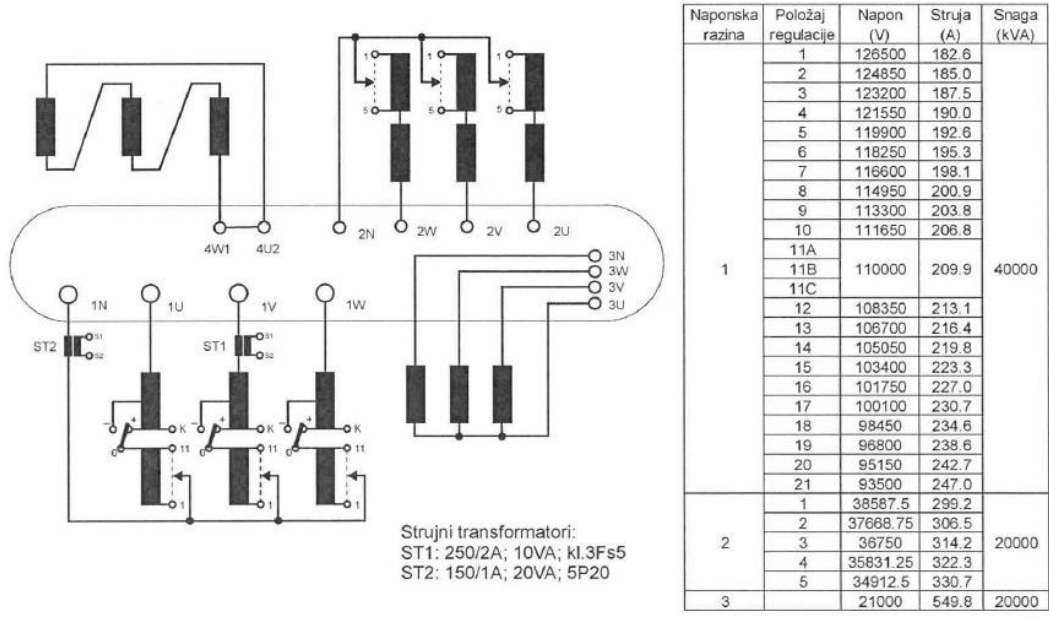 1 1 1
5 5 5
4W1 4U2 2N 2W 2V 2U
3N
3W
3V
3U
1N 1U 1V 1W
ST2 S1 S2 ST1 S1 S2
− + K − + K − + K
0 11 0 11 0 11
1 1 1
Strujni transformatori:
ST1: 250/2A; 10VA; kl.3Fs5
ST2: 150/1A; 20VA; 5P20
Naponska razina Položaj regulacije Napon (V) Struja (A) Snaga (kVA)
1 126500 182.6
2 124850 185.0
3 123200 187.5
4 121550 190.0
5 119900 192.6
6 118250 195.3
7 116600 198.1
8 114950 200.9
9 113300 203.8
10 111650 206.8
11A
1 11B 110000 209.9 40000
11C
12 108350 213.1
13 106700 216.4
14 105050 219.8
15 103400 223.3
16 101750 227.0
17 100100 230.7
18 98450 234.6
19 96800 238.6
20 95150 242.7
21 93500 247.0
1 38587.5 299.2
2 37668.75 306.5
2 3 36750 314.2 20000
4 35831.25 322.3
5 34912.5 330.7
3 21000 549.8 20000